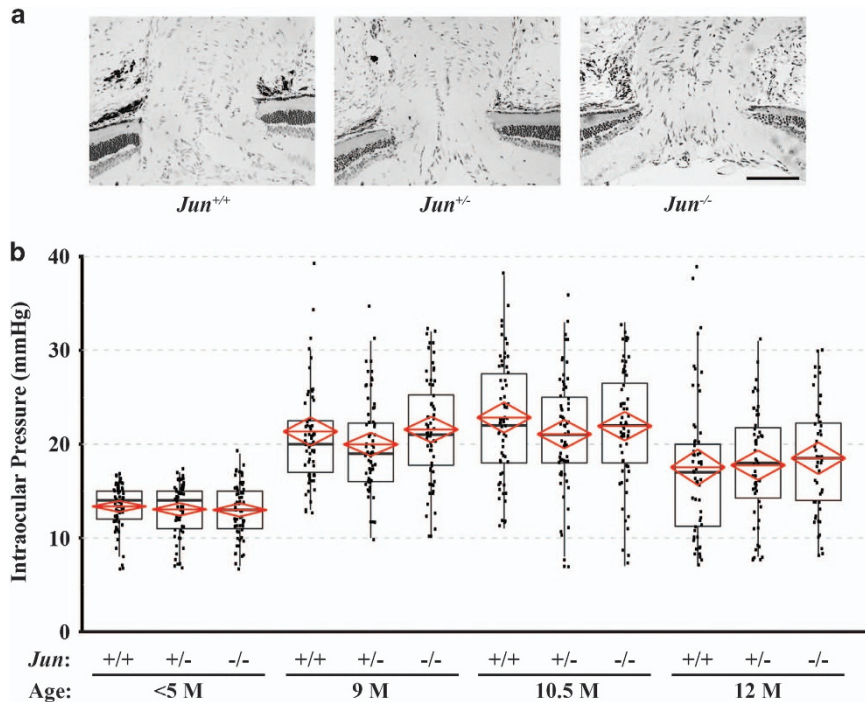 a
Jun+/+ Jun+/- Jun-/-
b
Intraocular Pressure (mmHg)
40
30
20
10
0
Jun: +/+ +/- -/- +/+ +/- -/- +/+ +/- -/- +/+ +/- -/-
Age: <5 M 9 M 10.5 M 12 M